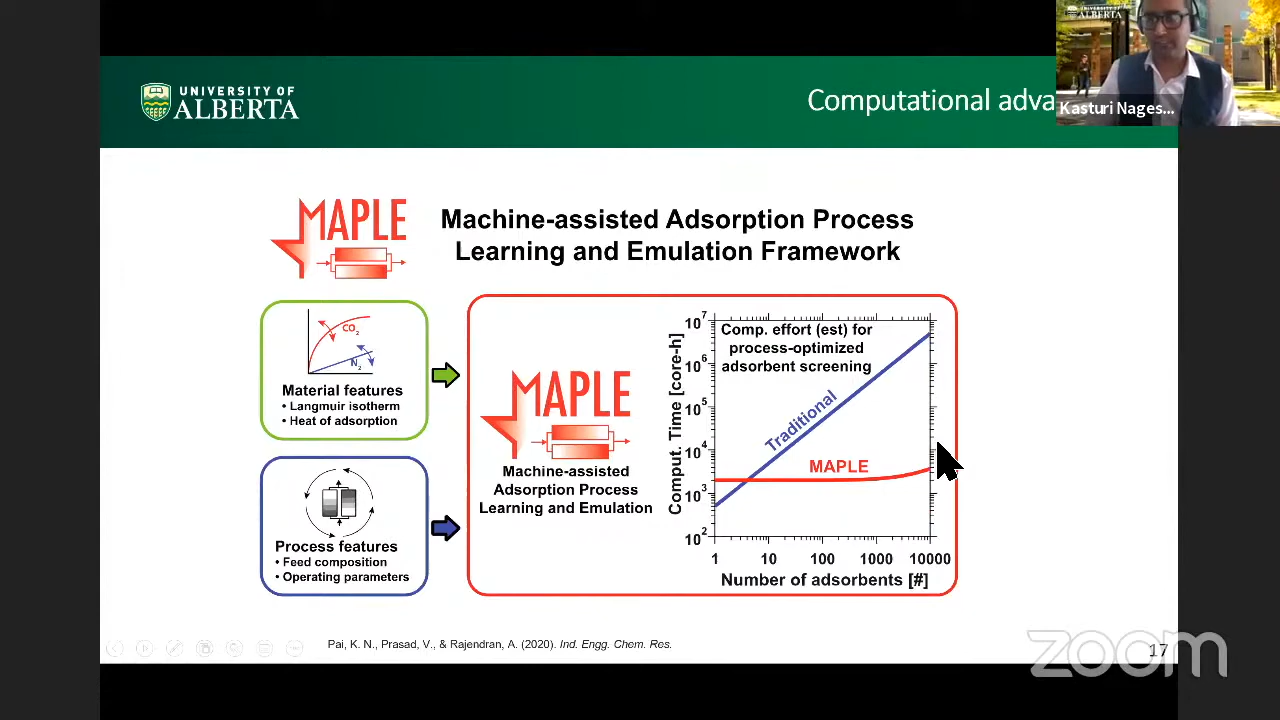 UNIVERSITY OF
ALBERTA
Computational adva
ALBERTA
Kasturi Nages...
MAPLE
Machine-assisted Adsorption Process
Learning and Emulation Framework
CO2
N2
Material features
• Langmuir isotherm
• Heat of adsorption
Process features
• Feed composition
• Operating parameters
MAPLE
Machine-assisted
Adsorption Process
Learning and Emulation
Comput. Time [core-h]
10^7
10^6
10^5
10^4
10^3
10^2
Comp. effort (est) for
process-optimized
adsorbent screening
Traditional
MAPLE
1 10 100 1000 10000
Number of adsorbents [#]
Pai, K. N., Prasad, V., & Rajendran, A. (2020). Ind. Engg. Chem. Res.
17
zoom